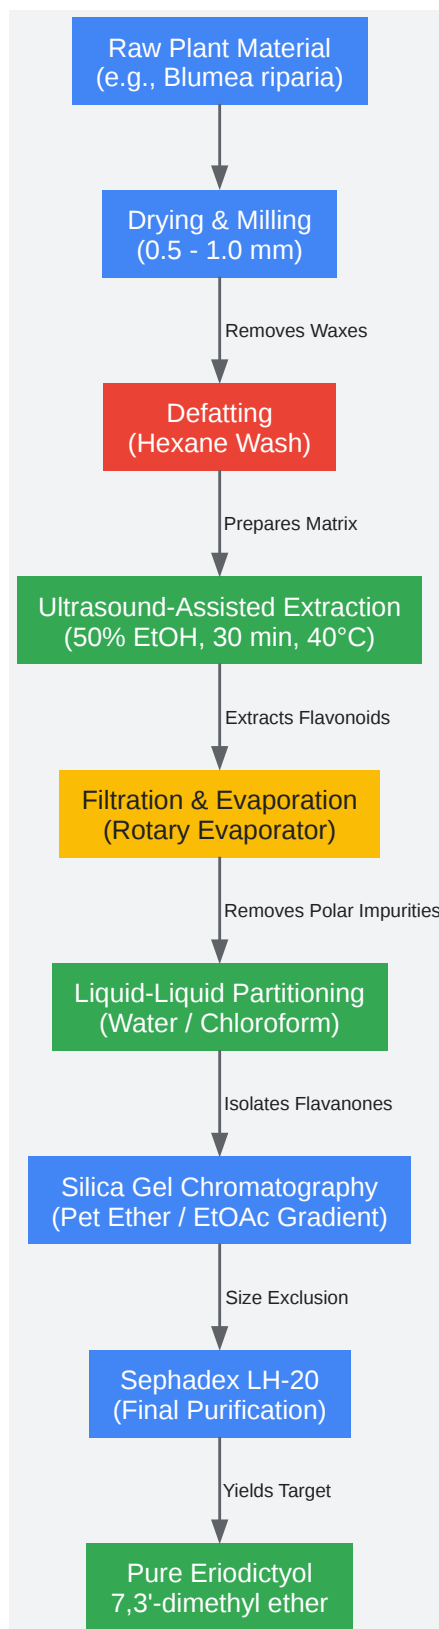 Raw Plant Material
(e.g., Blumea riparia)
Drying & Milling
(0.5 - 1.0 mm)
Removes Waxes
Defatting
(Hexane Wash)
Prepares Matrix
Ultrasound-Assisted Extraction
(50% EtOH, 30 min, 40°C)
Extracts Flavonoids
Filtration & Evaporation
(Rotary Evaporator)
Removes Polar Impurities
Liquid-Liquid Partitioning
(Water / Chloroform)
Isolates Flavanones
Silica Gel Chromatography
(Pet Ether / EtOAc Gradient)
Size Exclusion
Sephadex LH-20
(Final Purification)
Yields Target
Pure Eriodictyol
7,3'-dimethyl ether